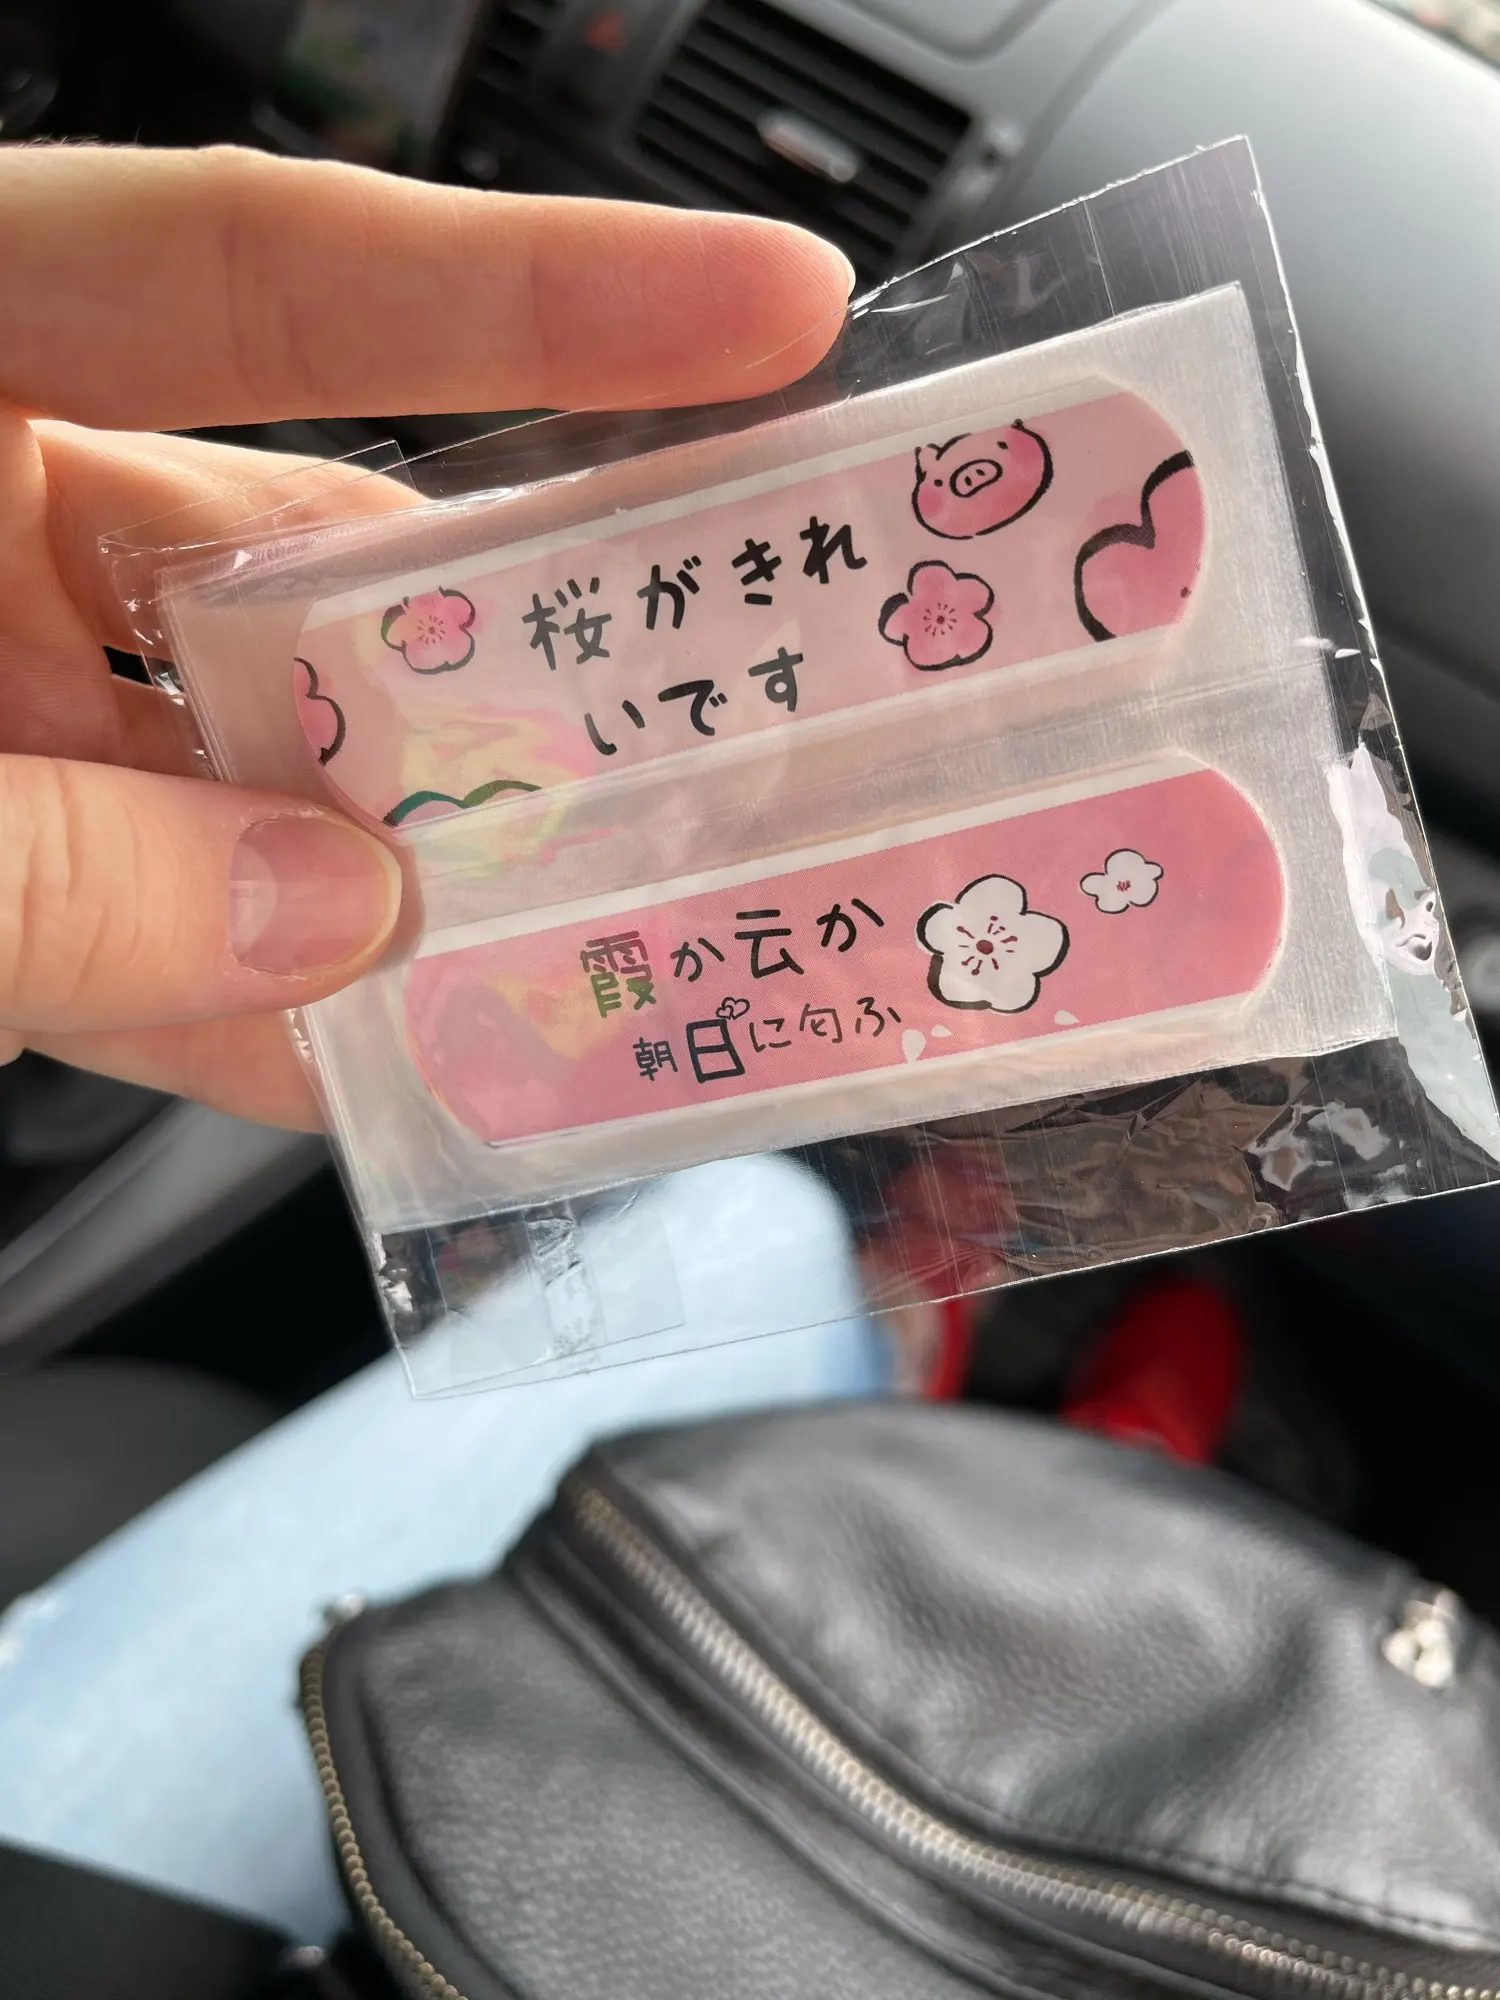 桜がきれ
いです
霞か云か
朝日に匂ふ